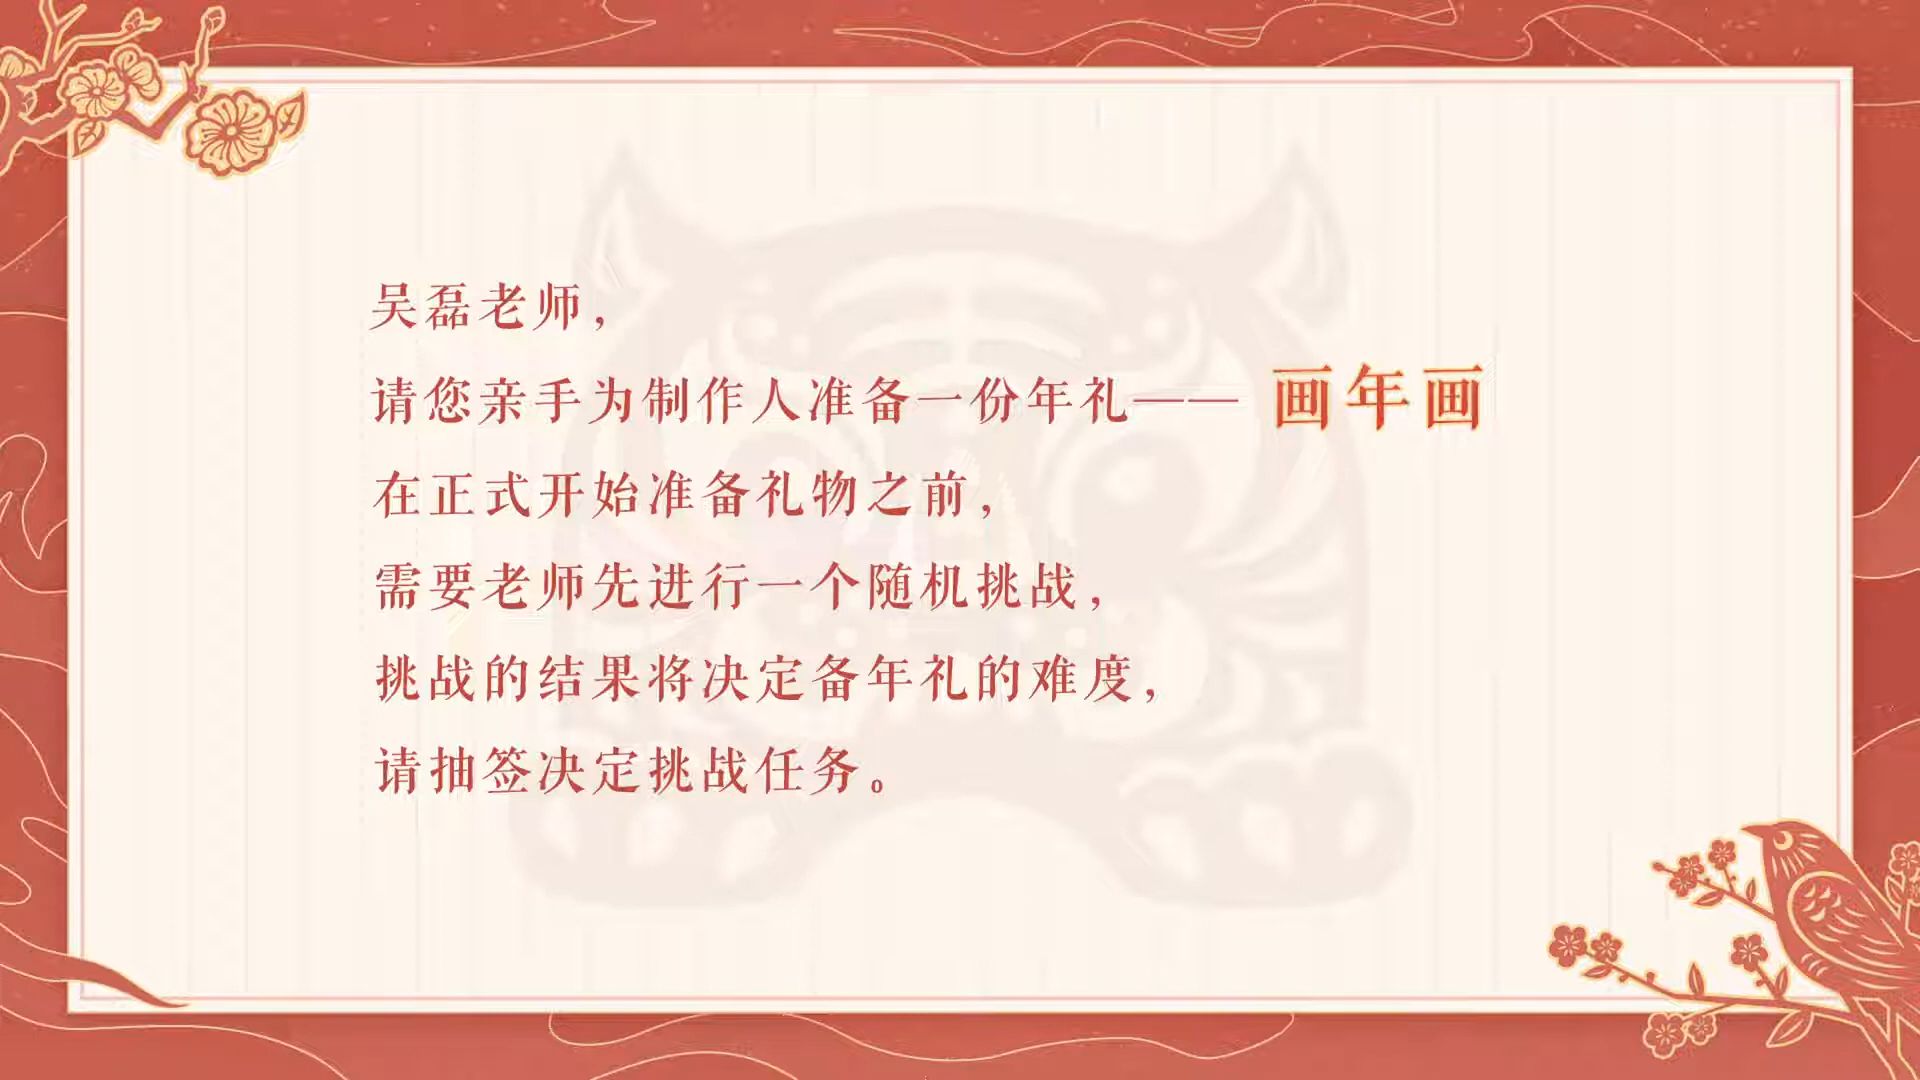 吴磊老师，
请您亲手为制作人准备一份年礼——画年画
在正式开始准备礼物之前，
需要老师先进行一个随机挑战，
挑战的结果将决定备年礼的难度，
请抽签决定挑战任务。